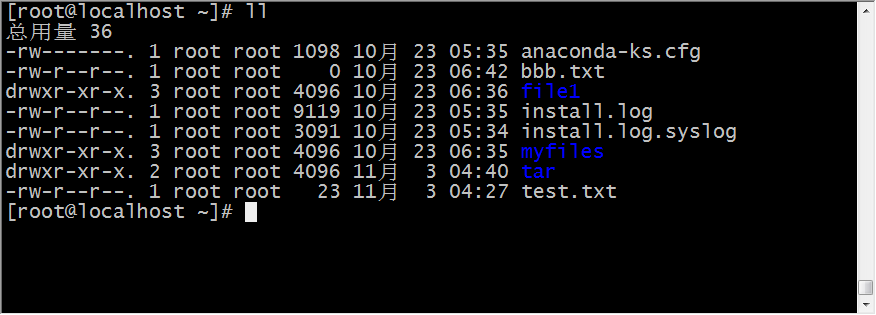 [root@localhost ~]# ll
总用量 36
-rw-------. 1 root root 1098 10月 23 05:35 anaconda-ks.cfg
-rw-r--r--. 1 root root    0 10月 23 06:42 bbb.txt
drwxr-xr-x. 3 root root 4096 10月 23 06:36 file1
-rw-r--r--. 1 root root 9119 10月 23 05:35 install.log
-rw-r--r--. 1 root root 3091 10月 23 05:34 install.log.syslog
drwxr-xr-x. 3 root root 4096 10月 23 06:35 myfiles
drwxr-xr-x. 2 root root 4096 11月  3 04:40 tar
-rw-r--r--. 1 root root   23 11月  3 04:27 test.txt
[root@localhost ~]#